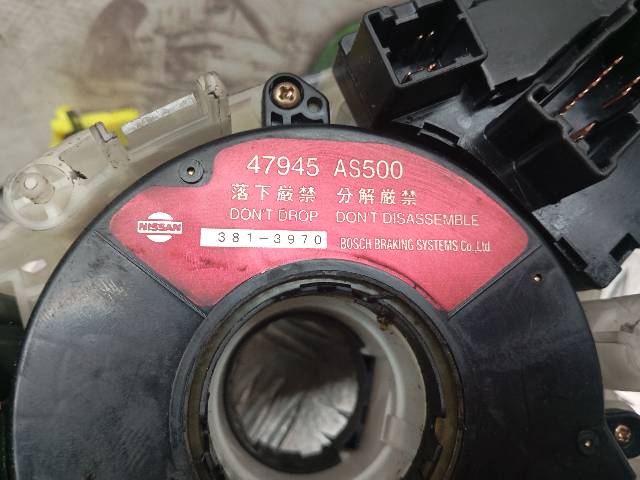 47945 AS500
落下厳禁 分解厳禁
DON'T DROP DON'T DISASSEMBLE
NISSAN
381-3970 BOSCH BRAKING SYSTEMS Co.,Ltd.